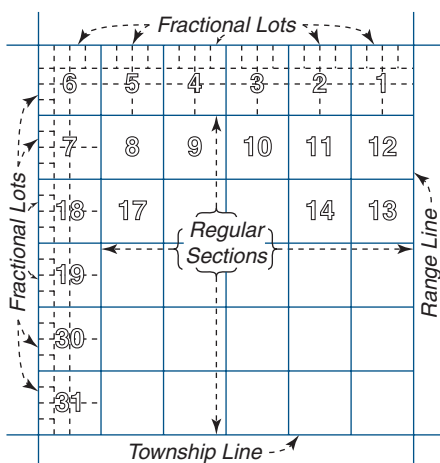 Fractional Lots
6 5 4 3 2 1
7 8 9 10 11 12
18 17 14 13
Regular
Sections
19
30
31
Fractional Lots
Range Line
Township Line